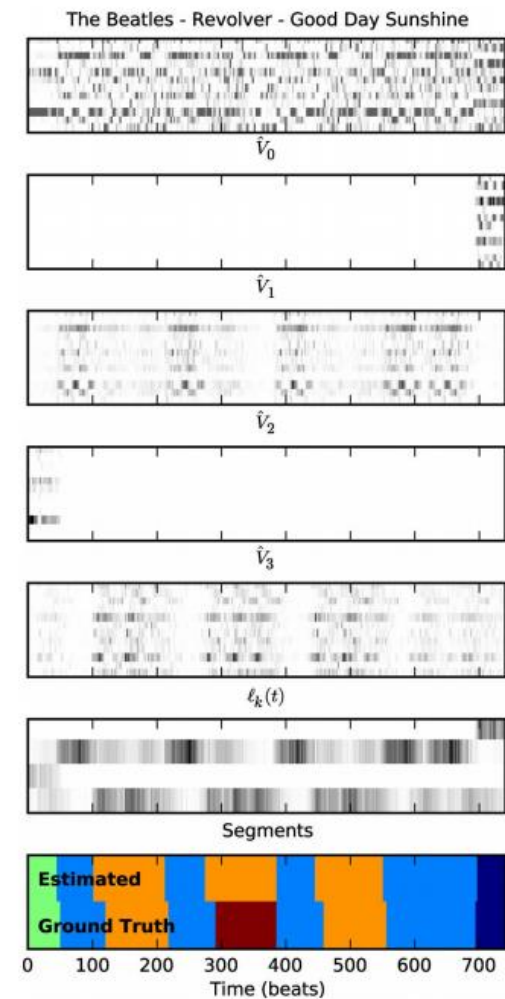 The Beatles - Revolver - Good Day Sunshine
V̂₀
V̂₁
V̂₂
V̂₃
ℓₖ(t)
Segments
Estimated
Ground Truth
0 100 200 300 400 500 600 700
Time (beats)